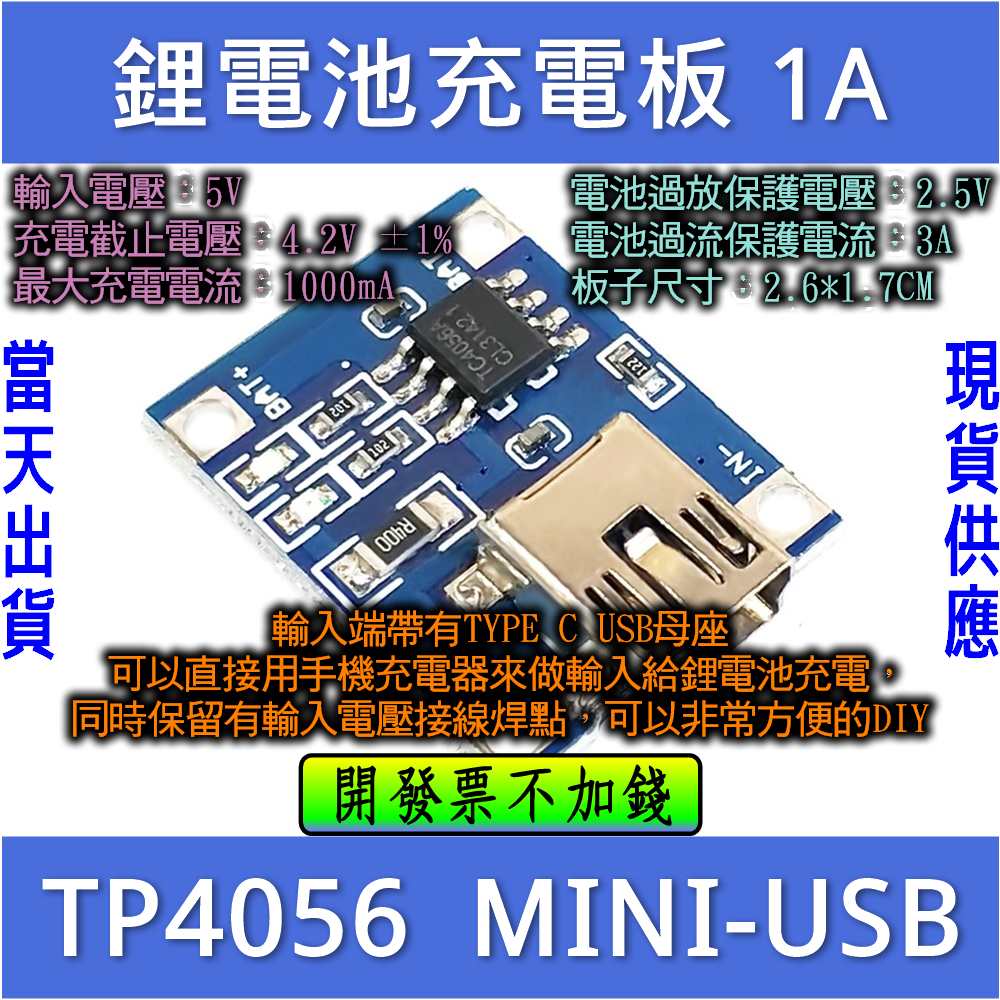 鋰電池充電板 1A
輸入電壓：5V
充電截止電壓：4.2V ±1%
最大充電電流：1000mA
電池過放保護電壓：2.5V
電池過流保護電流：3A
板子尺寸：2.6*1.7CM
當天出貨
現貨供應
BAT-
TC4056A
CL3142.1
122
BAT+
102
102
R400
IN-
輸入端帶有TYPE C USB母座
可以直接用手機充電器來做輸入給鋰電池充電，
同時保留有輸入電壓接線焊點，可以非常方便的DIY
開發票不加錢
TP4056 MINI-USB